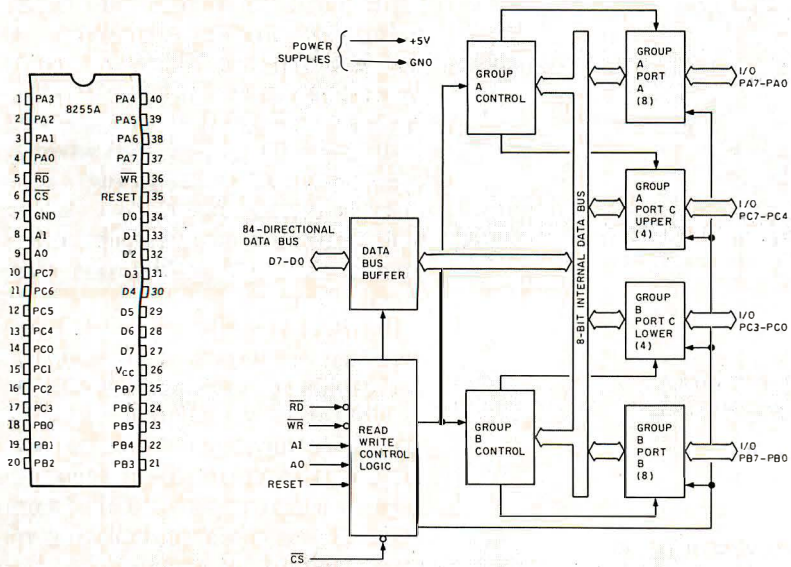 8255A
1 PA3
2 PA2
3 PA1
4 PA0
5 RD
6 CS
7 GND
8 A1
9 A0
10 PC7
11 PC6
12 PC5
13 PC4
14 PC0
15 PC1
16 PC2
17 PC3
18 PB0
19 PB1
20 PB2
PA4 40
PA5 39
PA6 38
PA7 37
WR 36
RESET 35
D0 34
D1 33
D2 32
D3 31
D4 30
D5 29
D6 28
D7 27
VCC 26
PB7 25
PB6 24
PB5 23
PB4 22
PB3 21
POWER
SUPPLIES
+5V
GND
84-DIRECTIONAL
DATA BUS
D7-D0
DATA
BUS
BUFFER
RD
WR
A1
A0
RESET
CS
READ
WRITE
CONTROL
LOGIC
GROUP
A
CONTROL
GROUP
B
CONTROL
8-BIT INTERNAL DATA BUS
GROUP
A
PORT
A
(8)
I/O
PA7-PA0
GROUP
A
PORT C
UPPER
(4)
I/O
PC7-PC4
GROUP
B
PORT C
LOWER
(4)
I/O
PC3-PC0
GROUP
B
PORT
B
(8)
I/O
PB7-PB0